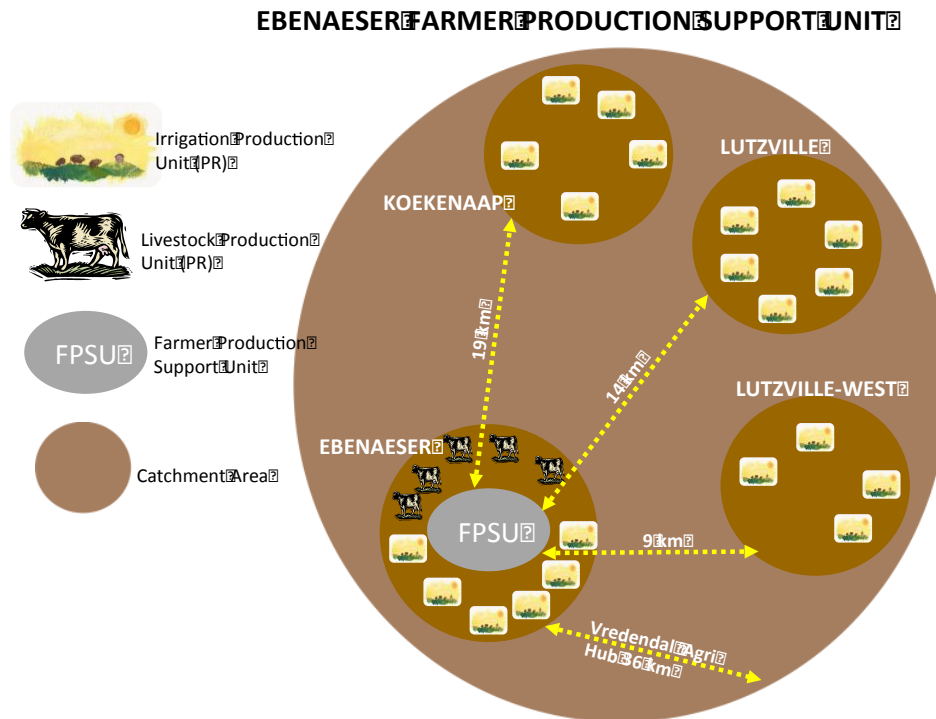 EBENAESER FARMER PRODUCTION SUPPORT UNIT
Irrigation Production
Unit (PR)
Livestock Production
Unit (PR)
FPSU
Farmer Production
Support Unit
Catchment Area
KOEKENAAP
LUTZVILLE
19 km
14 km
LUTZVILLE-WEST
EBENAESER
FPSU
9 km
Vredendal Agri
Hub 36 km